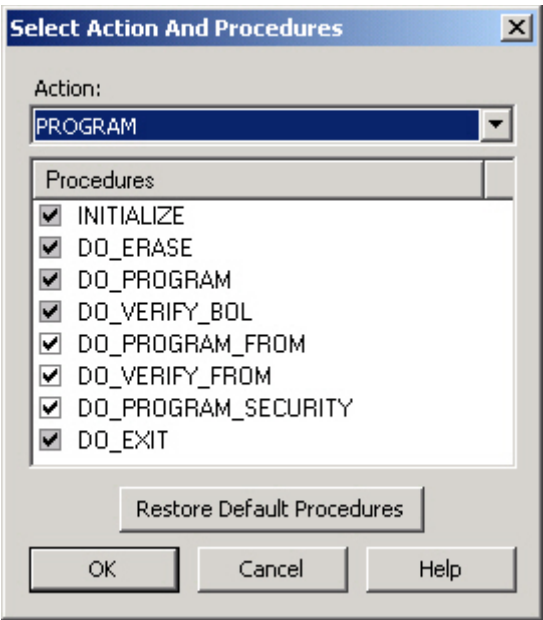 Select Action And Procedures
Action:
PROGRAM
Procedures
INITIALIZE
DO_ERASE
DO_PROGRAM
DO_VERIFY_BOL
DO_PROGRAM_FROM
DO_VERIFY_FROM
DO_PROGRAM_SECURITY
DO_EXIT
Restore Default Procedures
OK Cancel Help